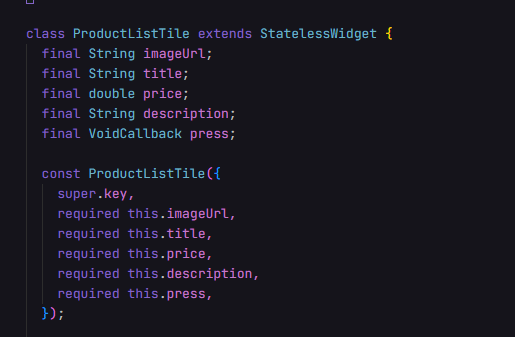 class ProductListTile extends StatelessWidget {
  final String imageUrl;
  final String title;
  final double price;
  final String description;
  final VoidCallback press;

  const ProductListTile({
    super.key,
    required this.imageUrl,
    required this.title,
    required this.price,
    required this.description,
    required this.press,
  });